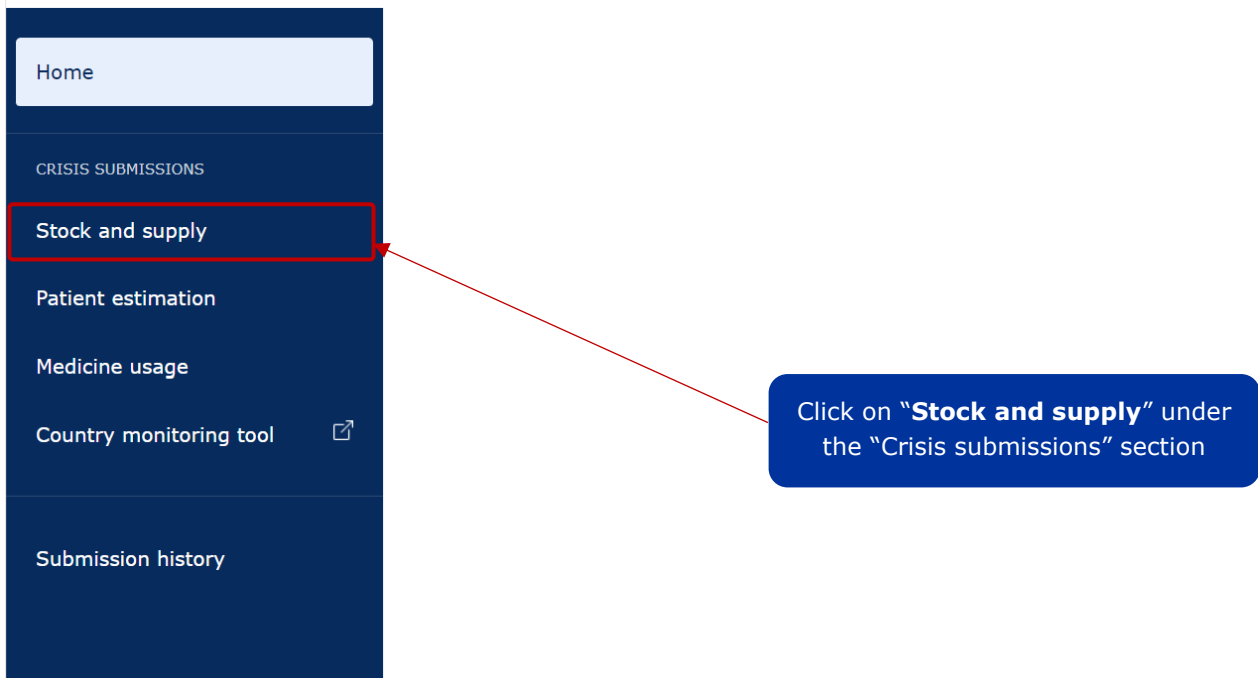 Home
CRISIS SUBMISSIONS
Stock and supply
Patient estimation
Medicine usage
Country monitoring tool
Submission history
Click on “Stock and supply” under
the “Crisis submissions” section